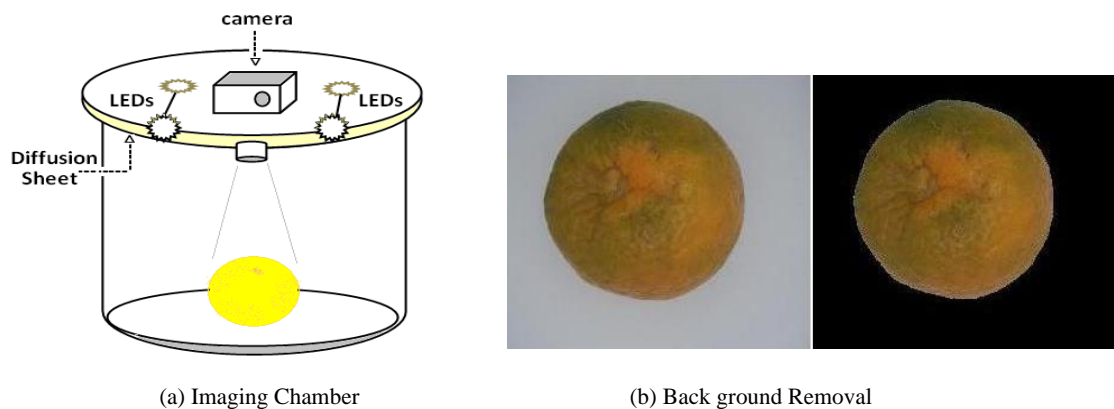 camera
LEDs
LEDs
Diffusion
Sheet
(a) Imaging Chamber
(b) Back ground Removal